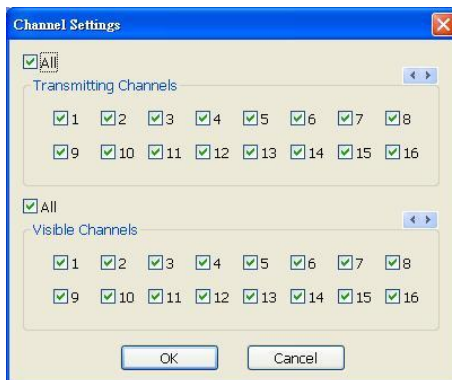 Channel Settings
All
Transmitting Channels
1 2 3 4 5 6 7 8
9 10 11 12 13 14 15 16
All
Visible Channels
1 2 3 4 5 6 7 8
9 10 11 12 13 14 15 16
OK Cancel